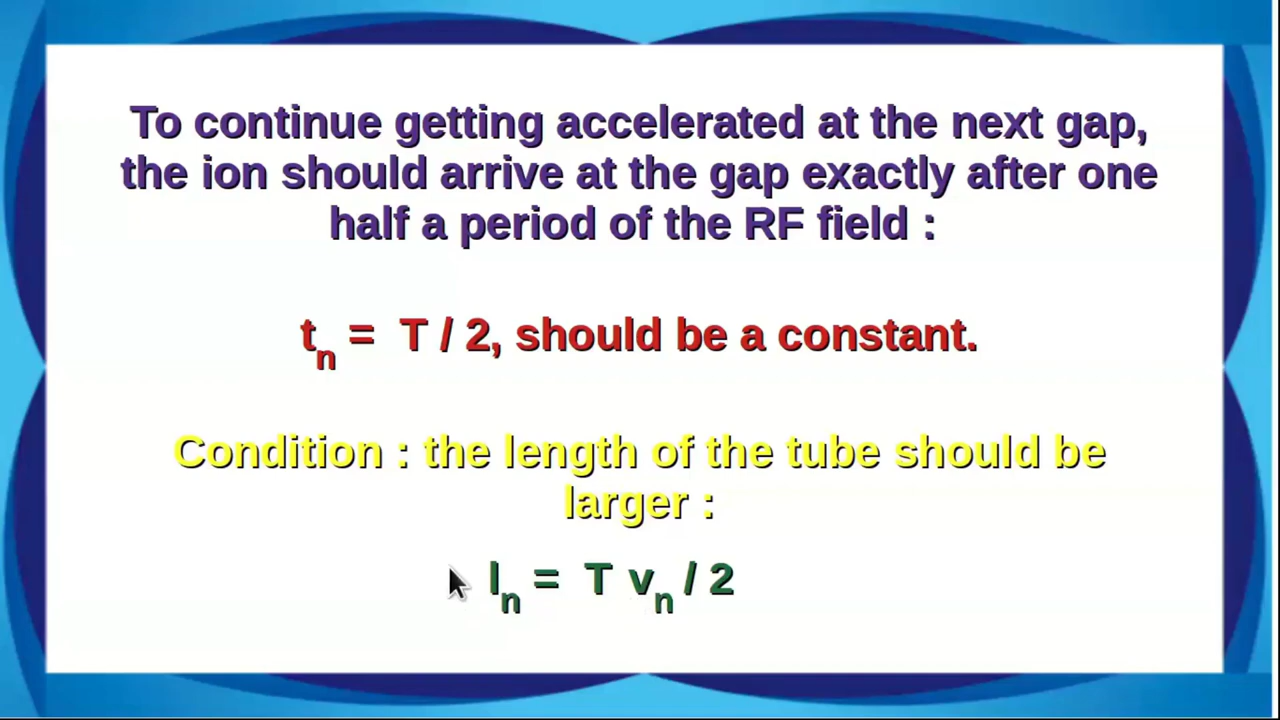 To continue getting accelerated at the next gap,
the ion should arrive at the gap exactly after one
half a period of the RF field :
tn = T / 2, should be a constant.
Condition : the length of the tube should be
larger :
ln = T vn / 2